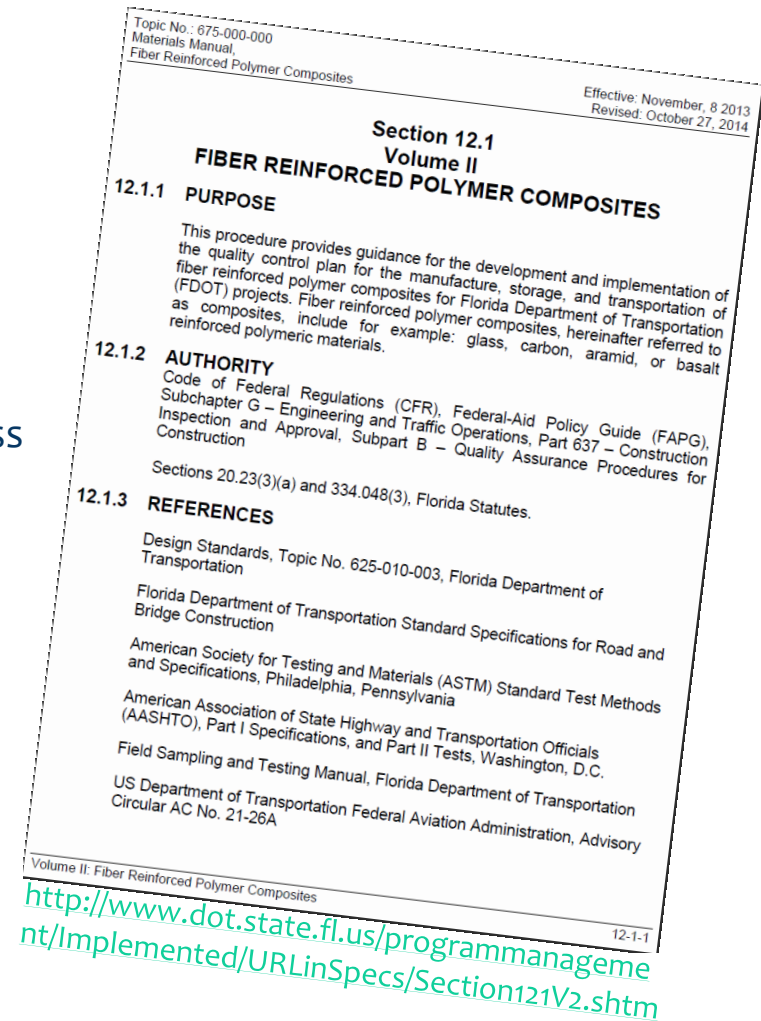 Topic No.: 675-000-000
Materials Manual,
Fiber Reinforced Polymer Composites
Effective: November, 8 2013
Revised: October 27, 2014
Section 12.1
Volume II
FIBER REINFORCED POLYMER COMPOSITES
12.1.1 PURPOSE
This procedure provides guidance for the development and implementation of
the quality control plan for the manufacture, storage, and transportation of
fiber reinforced polymer composites for Florida Department of Transportation
(FDOT) projects. Fiber reinforced polymer composites, hereinafter referred to
as composites, include for example: glass, carbon, aramid, or basalt
reinforced polymeric materials.
12.1.2 AUTHORITY
Code of Federal Regulations (CFR), Federal-Aid Policy Guide (FAPG),
Subchapter G – Engineering and Traffic Operations, Part 637 – Construction
Inspection and Approval, Subpart B – Quality Assurance Procedures for
Construction
ss
Sections 20.23(3)(a) and 334.048(3), Florida Statutes.
12.1.3 REFERENCES
Design Standards, Topic No. 625-010-003, Florida Department of
Transportation
Florida Department of Transportation Standard Specifications for Road and
Bridge Construction
American Society for Testing and Materials (ASTM) Standard Test Methods
and Specifications, Philadelphia, Pennsylvania
American Association of State Highway and Transportation Officials
(AASHTO), Part I Specifications, and Part II Tests, Washington, D.C.
Field Sampling and Testing Manual, Florida Department of Transportation
US Department of Transportation Federal Aviation Administration, Advisory
Circular AC No. 21-26A
Volume II: Fiber Reinforced Polymer Composites
12-1-1
http://www.dot.state.fl.us/programmanageme
nt/Implemented/URLinSpecs/Section121V2.shtm